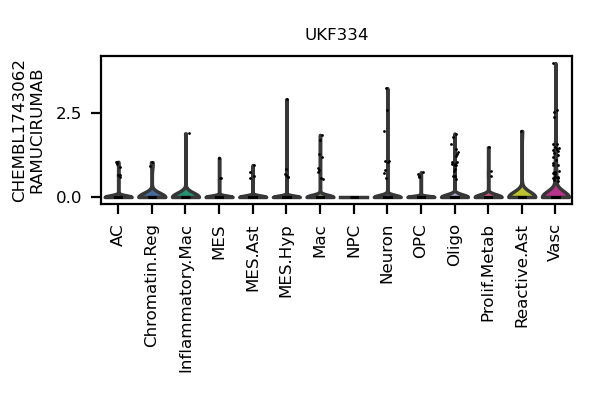 UKF334
CHEMBL1743062
RAMUCIRUMAB
2.5
0.0
AC
Chromatin.Reg
Inflammatory.Mac
MES
MES.Ast
MES.Hyp
Mac
NPC
Neuron
OPC
Oligo
Prolif.Metab
Reactive.Ast
Vasc